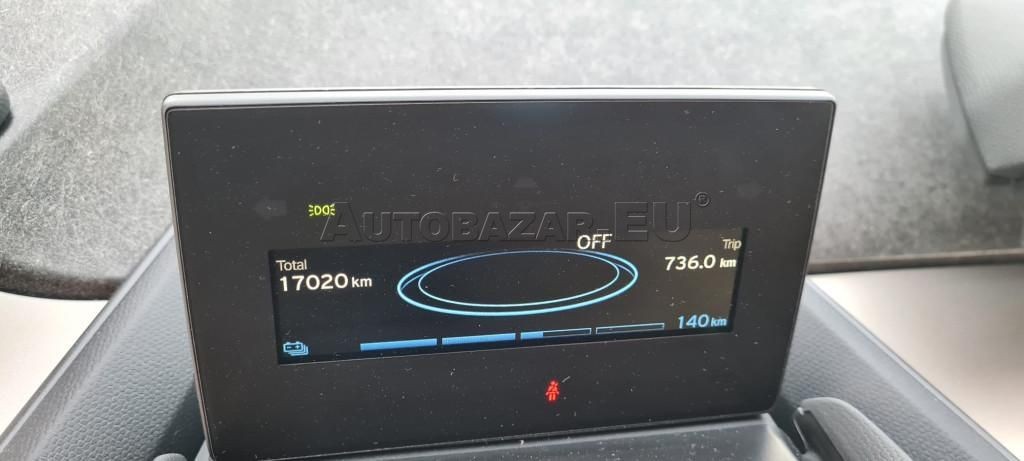 AUTOBAZAR.EU®
OFF
Total
17020 km
Trip
736.0 km
140 km